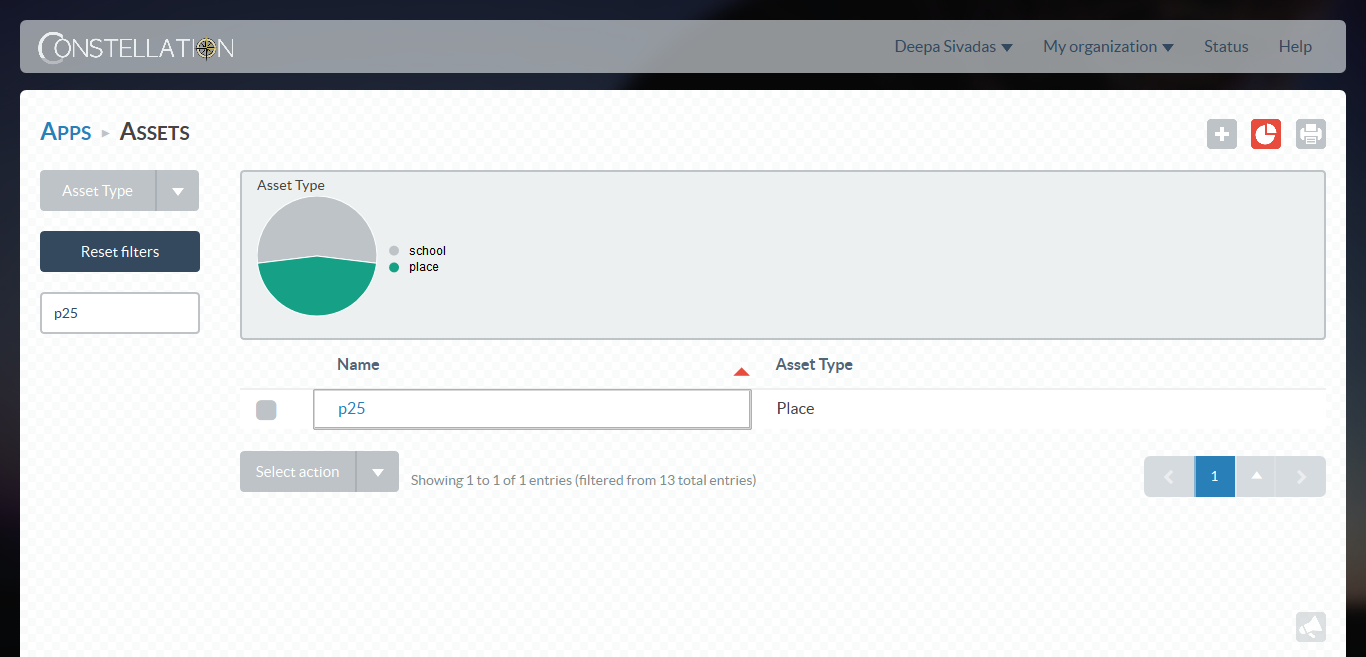 CONSTELLATION
Deepa Sivadas My organization Status Help
APPS ASSETS
Asset Type
Reset filters
p25
Asset Type
school
place
Name Asset Type
p25 Place
Select action
Showing 1 to 1 of 1 entries (filtered from 13 total entries)
1